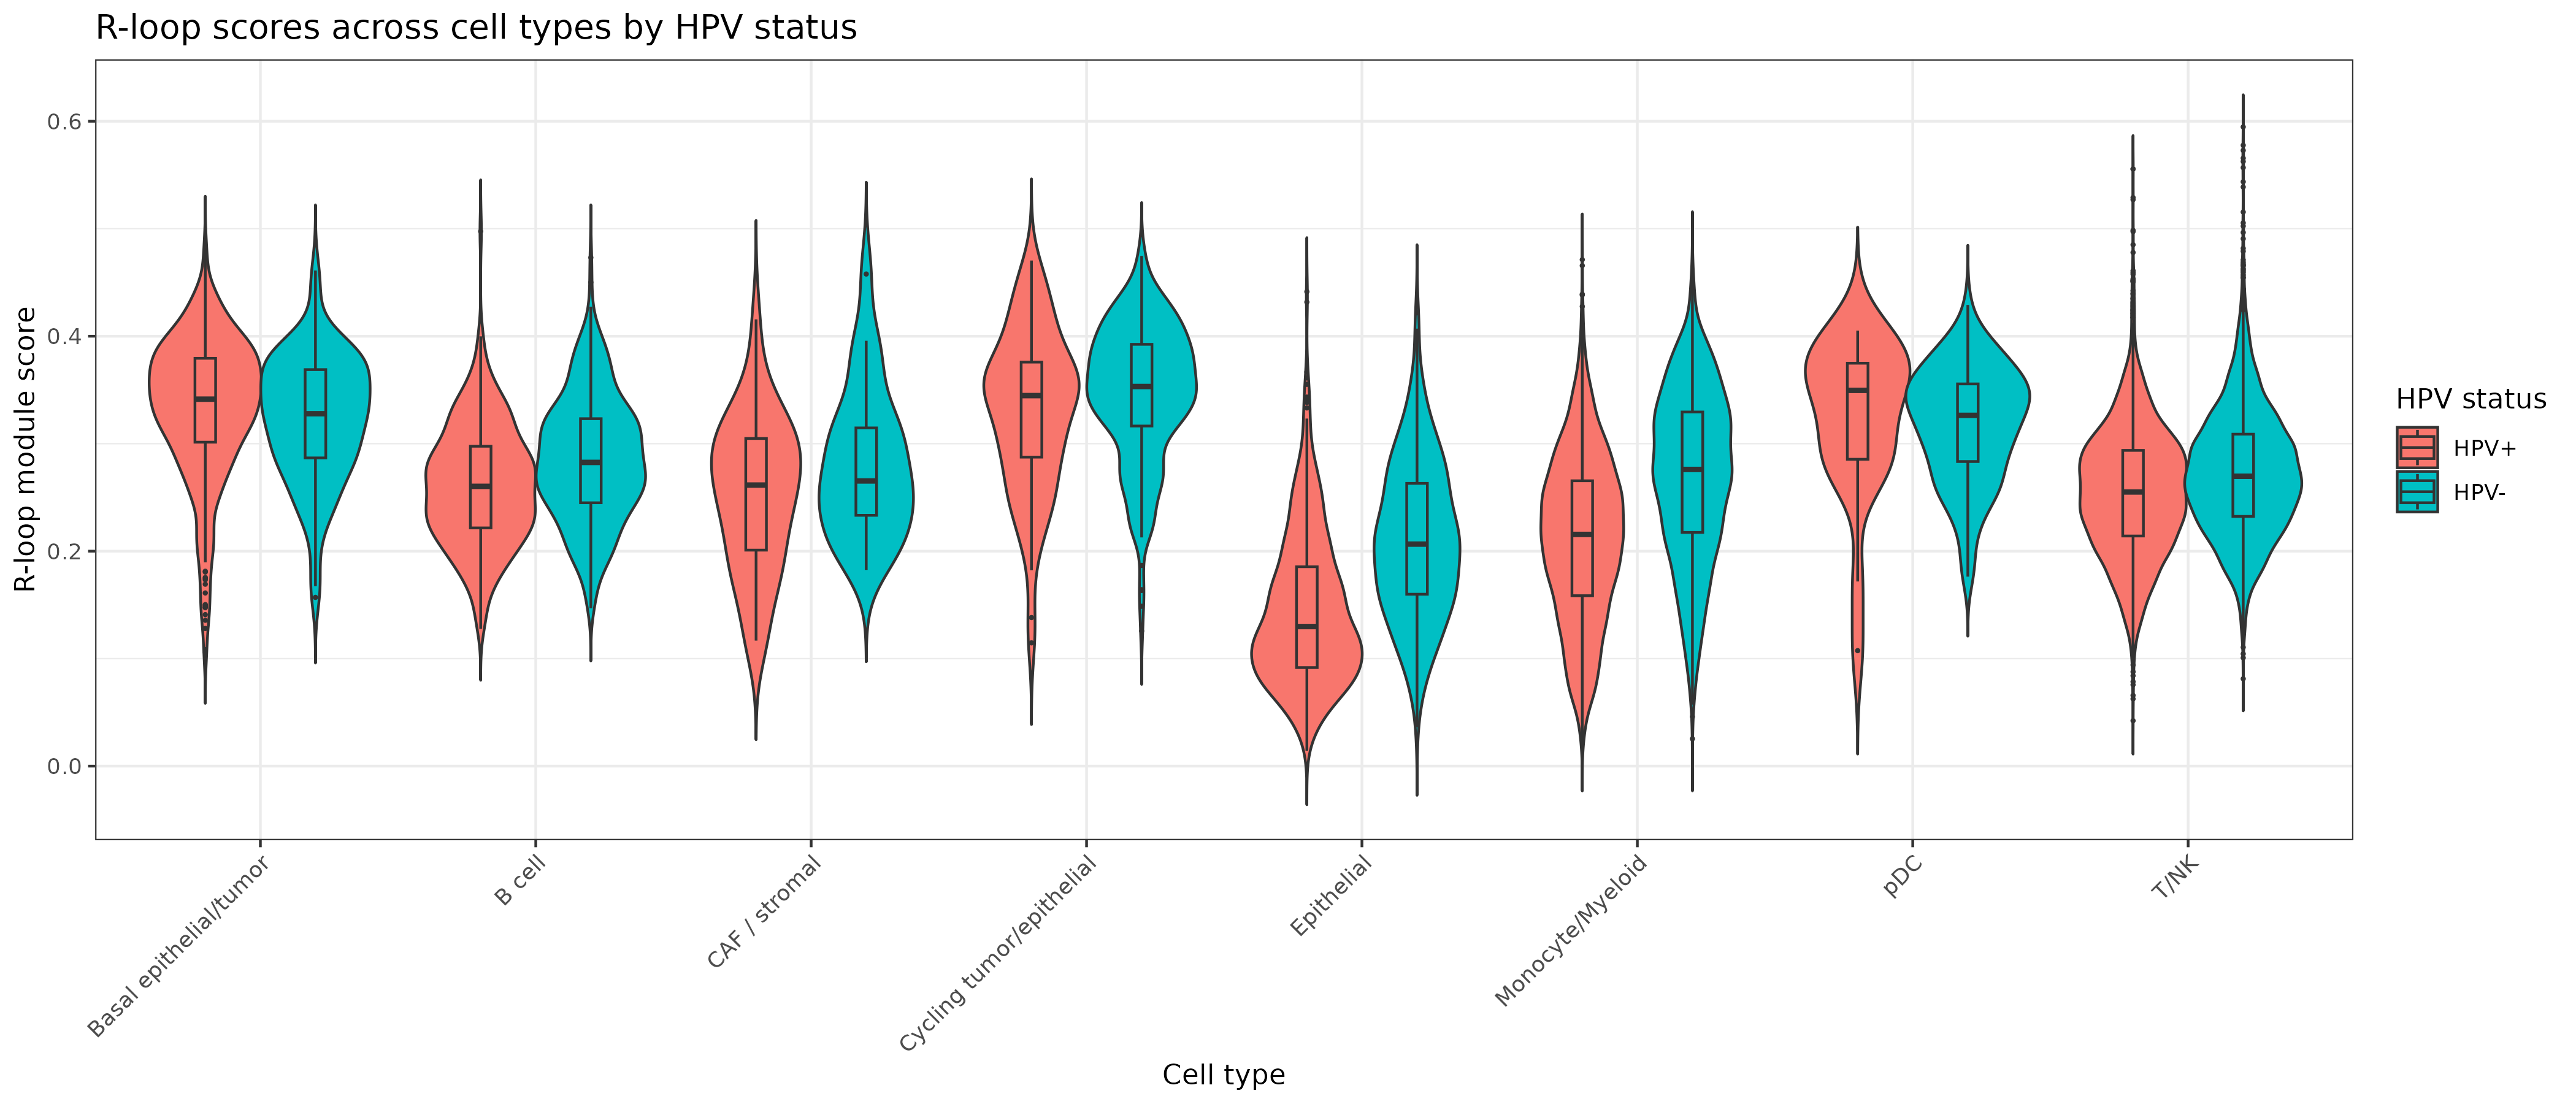 R-loop scores across cell types by HPV status
R-loop module score
0.6
0.4
0.2
0.0
Basal epithelial/tumor
B cell
CAF / stromal
Cycling tumor/epithelial
Epithelial
Monocyte/Myeloid
pDC
T/NK
Cell type
HPV status
HPV+
HPV-